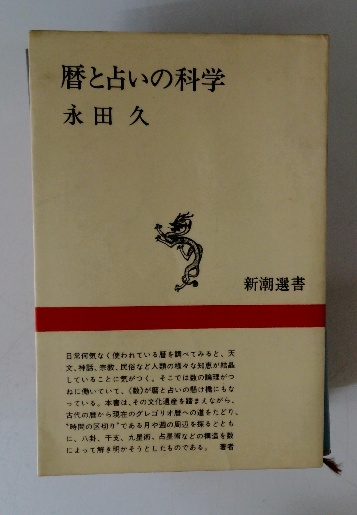 暦と占いの科学
永田 久
新潮選書
日常何気なく使われている暦を調べてみると、天
文、神話、宗教、民俗など人類の様々な知恵が結晶
していることに気がつく。そこでは数の論理がつ
ねに働いていて、〈数〉が暦と占いの懸け橋にもな
っている。本書は、その文化遺産を踏まえながら、
古代の暦から現在のグレゴリオ暦への道をたどり、
"時間の区切り"である月や週の周辺を探るととも
に、八卦、干支、九星術、占星術などの構造を数
によって解き明かそうとしたものである。 著者